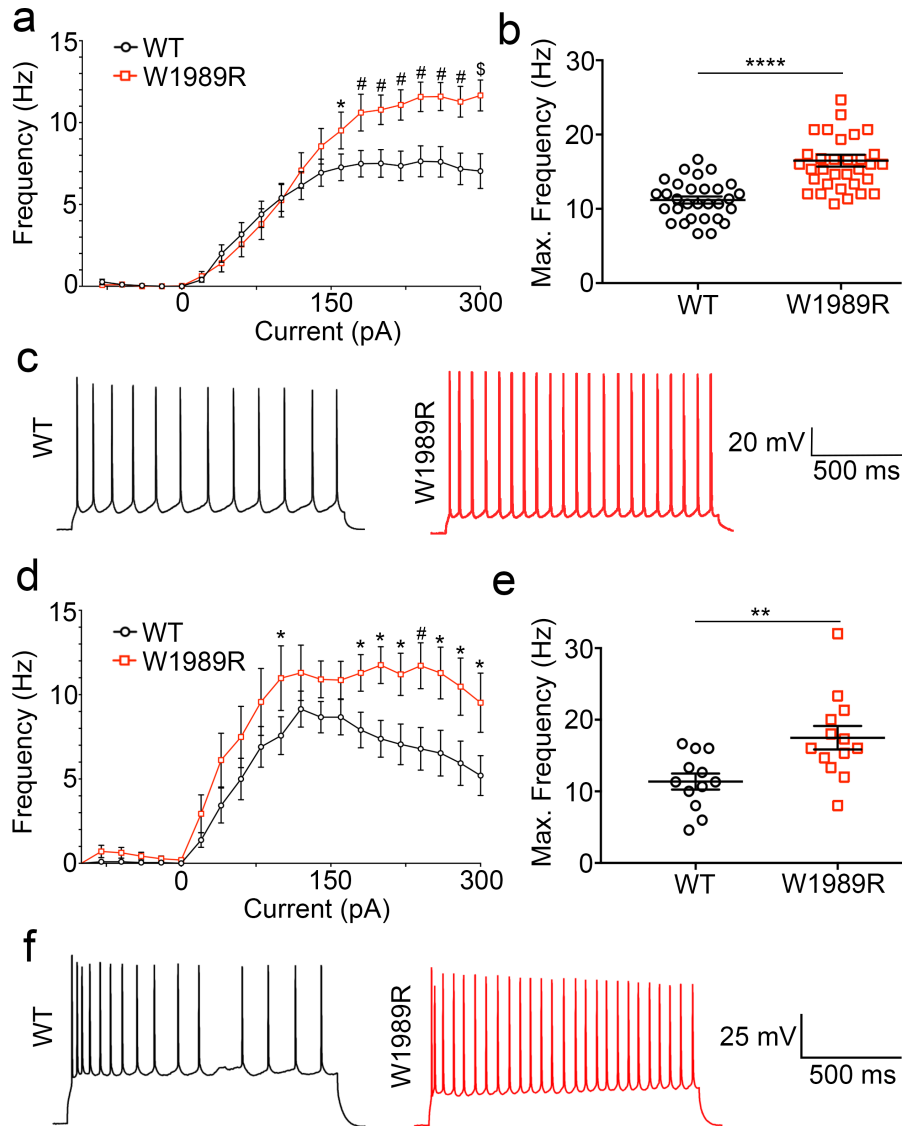 a
WT
W1989R
* # # # # # # $
15
10
5
0
Frequency (Hz)
0 150 300
Current (pA)
b
****
30
20
10
0
Max. Frequency (Hz)
WT W1989R
c
WT
W1989R
20 mV
500 ms
d
WT
W1989R
* * * * # * * *
15
10
5
0
Frequency (Hz)
0 150 300
Current (pA)
e
**
30
20
10
0
Max. Frequency (Hz)
WT W1989R
f
WT
W1989R
25 mV
500 ms